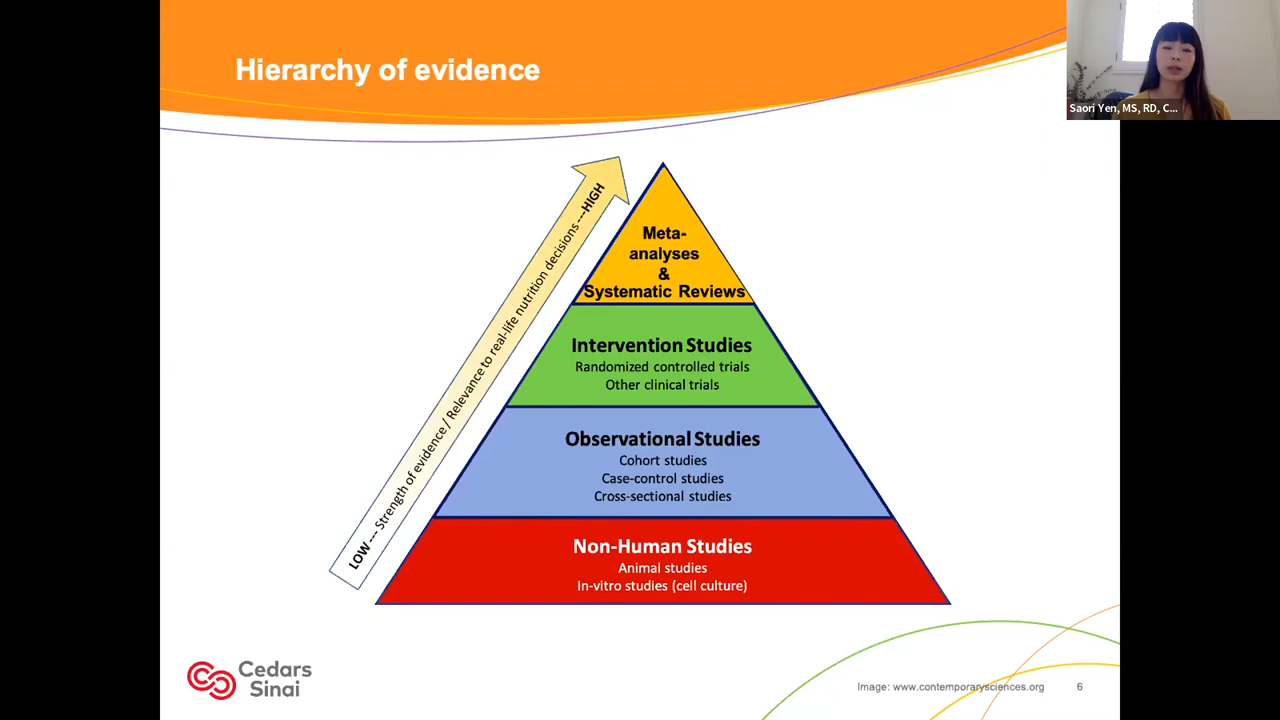 Hierarchy of evidence
Saori Yen, MS, RD, C...
LOW --- Strength of evidence / Relevance to real-life nutrition decisions ---HIGH
Meta-
analyses
&
Systematic Reviews
Intervention Studies
Randomized controlled trials
Other clinical trials
Observational Studies
Cohort studies
Case-control studies
Cross-sectional studies
Non-Human Studies
Animal studies
In-vitro studies (cell culture)
Cedars
Sinai
Image: www.contemporarysciences.org
6